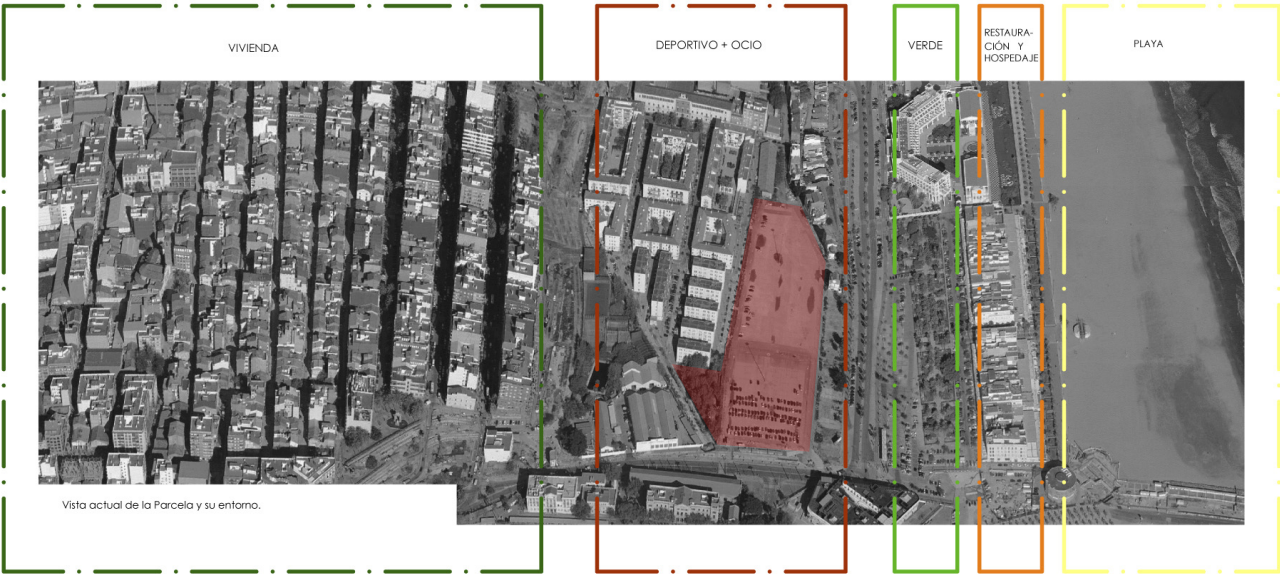 VIVIENDA
DEPORTIVO + OCIO
VERDE
RESTAURA-
CIÓN Y
HOSPEDAJE
PLAYA
Vista actual de la Parcela y su entorno.